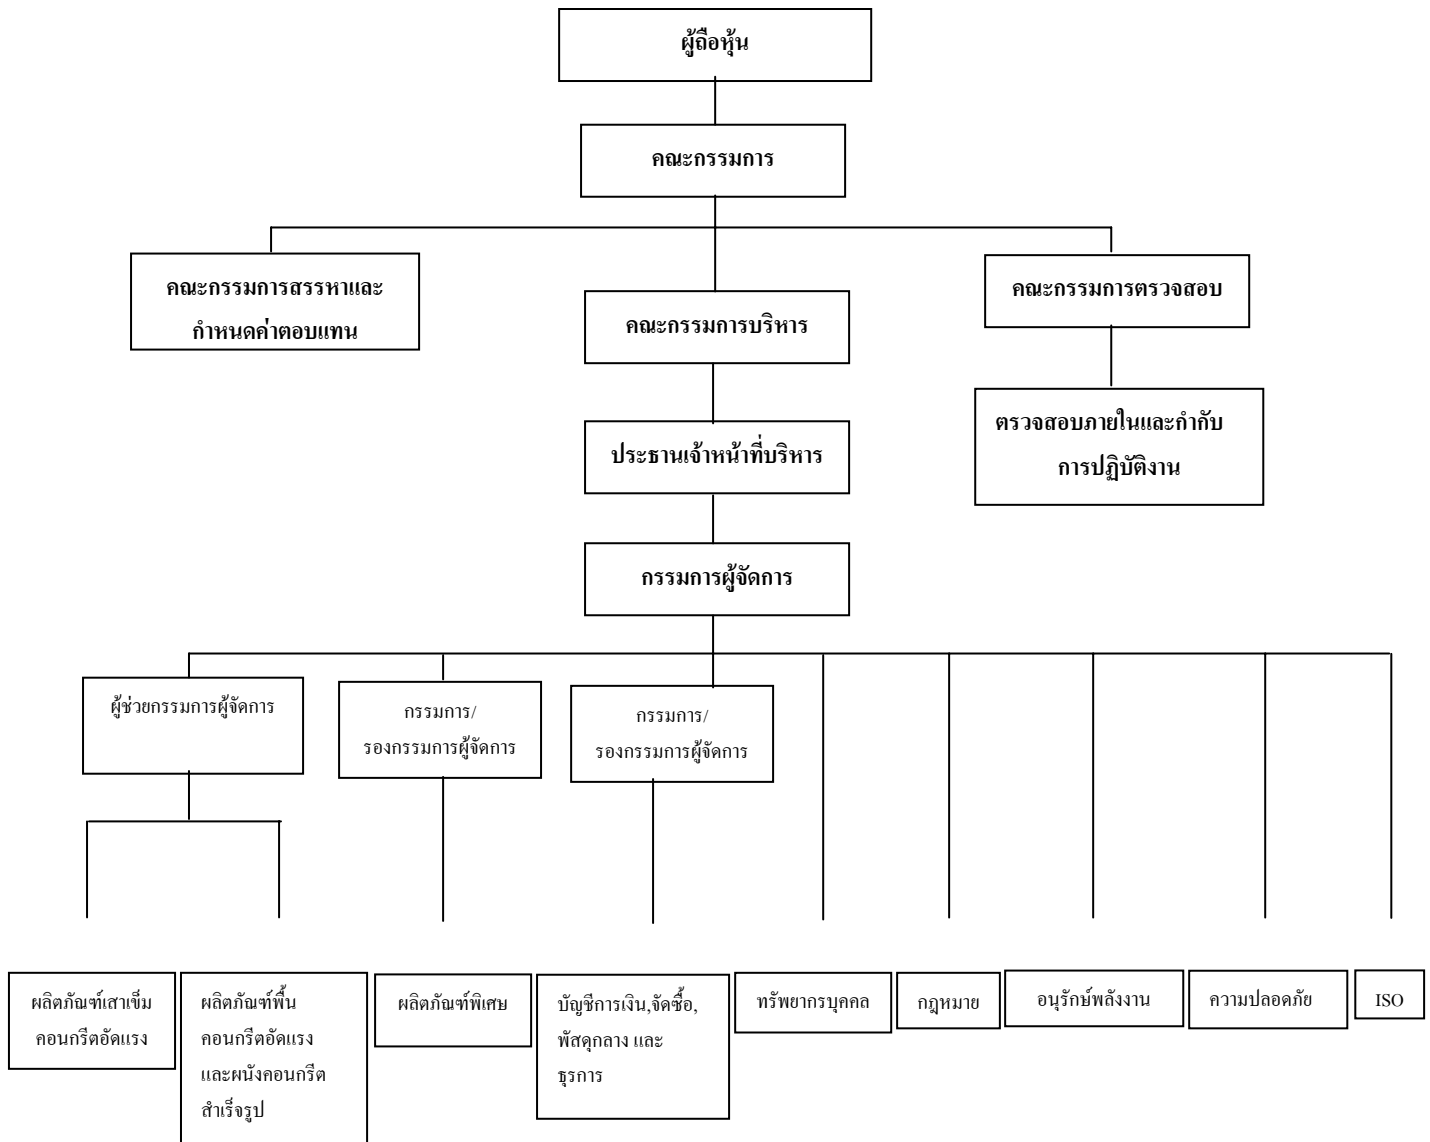 ผู้ถือหุ้น
คณะกรรมการ
คณะกรรมการสรรหาและ
กำหนดค่าตอบแทน
คณะกรรมการบริหาร
คณะกรรมการตรวจสอบ
ตรวจสอบภายในและกำกับ
การปฏิบัติงาน
ประธานเจ้าหน้าที่บริหาร
กรรมการผู้จัดการ
ผู้ช่วยกรรมการผู้จัดการ
กรรมการ/
รองกรรมการผู้จัดการ
กรรมการ/
รองกรรมการผู้จัดการ
ผลิตภัณฑ์เสาเข็ม
คอนกรีตอัดแรง
ผลิตภัณฑ์พื้น
คอนกรีตอัดแรง
และผนังคอนกรีต
สำเร็จรูป
ผลิตภัณฑ์พิเศษ
บัญชีการเงิน,จัดซื้อ,
พัสดุกลาง และ
ธุรการ
ทรัพยากรบุคคล
กฎหมาย
อนุรักษ์พลังงาน
ความปลอดภัย
ISO